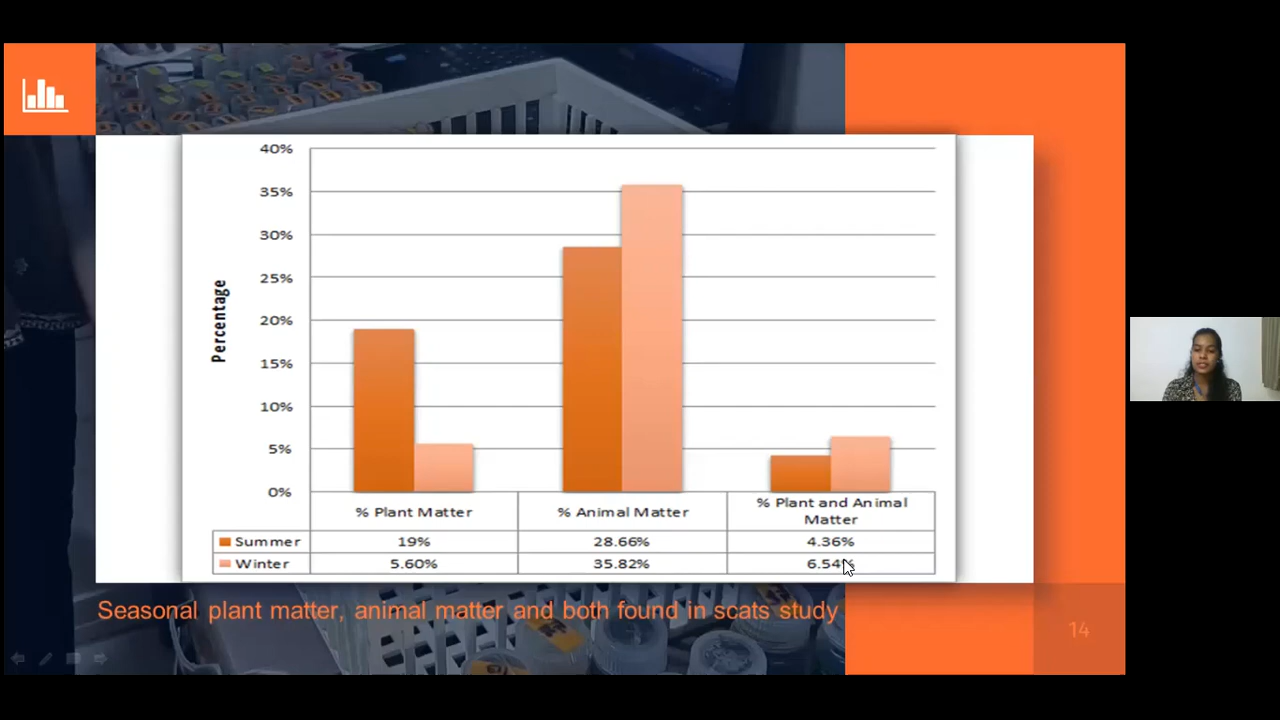 40%
35%
30%
25%
20%
15%
10%
5%
0%
Percentage
% Plant Matter
% Animal Matter
% Plant and Animal
Matter
Summer 19% 28.66% 4.36%
Winter 5.60% 35.82% 6.54%
Seasonal plant matter, animal matter and both found in scats study
14